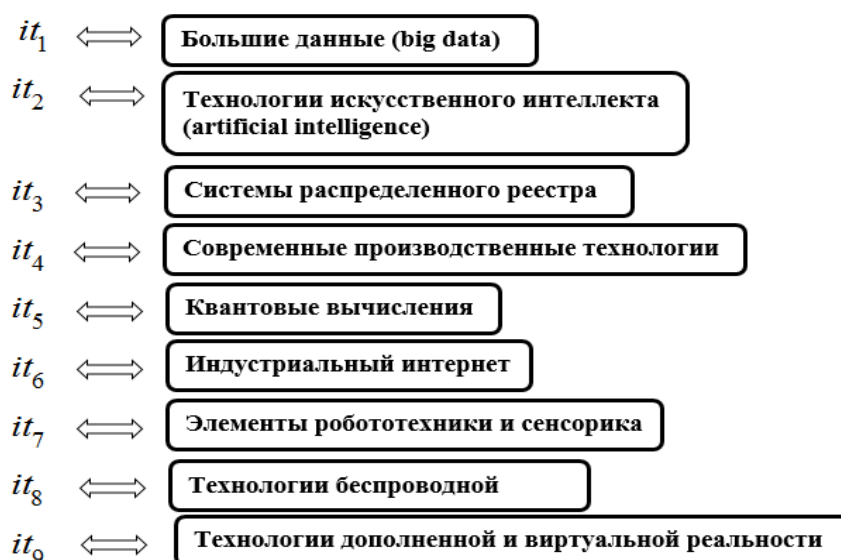 it1 Большие данные (big data)
it2 Технологии искусственного интеллекта
(artificial intelligence)
it3 Системы распределенного реестра
it4 Современные производственные технологии
it5 Квантовые вычисления
it6 Индустриальный интернет
it7 Элементы робототехники и сенсорика
it8 Технологии беспроводной
it9 Технологии дополненной и виртуальной реальности